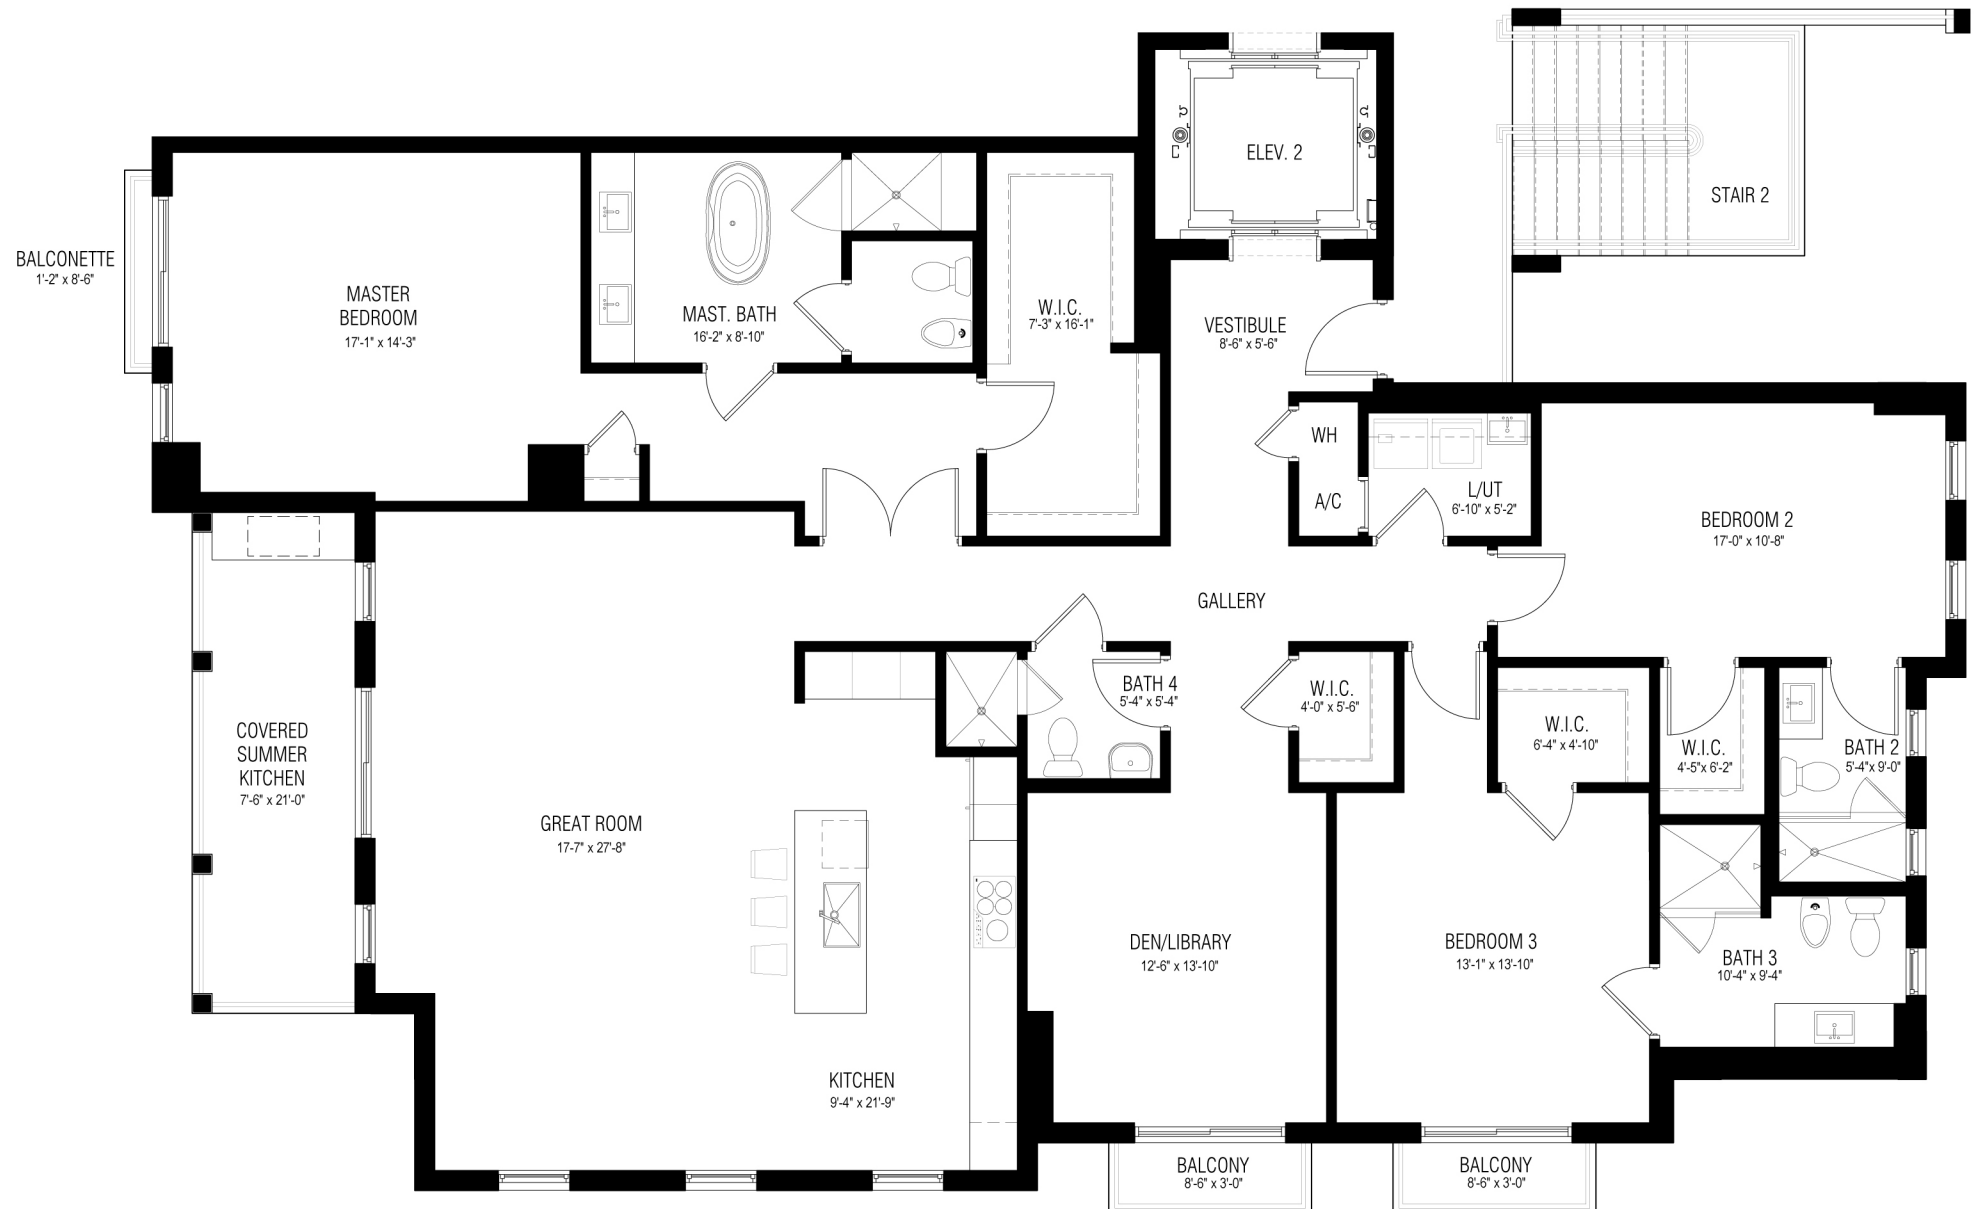 ELEV. 2
STAIR 2
BALCONETTE
1'-2" x 8'-6"
MASTER
BEDROOM
17'-1" x 14'-3"
MAST. BATH
16'-2" x 8'-10"
W.I.C.
7'-3" x 16'-1"
VESTIBULE
8'-6" x 5'-6"
WH
A/C
L/UT
6'-10" x 5'-2"
BEDROOM 2
17'-0" x 10'-8"
GALLERY
BATH 4
5'-4" x 5'-4"
W.I.C.
4'-0" x 5'-6"
W.I.C.
6'-4" x 4'-10"
W.I.C.
4'-5"x 6'-2"
BATH 2
5'-4"x 9'-0"
COVERED
SUMMER
KITCHEN
7'-6" x 21'-0"
GREAT ROOM
17-7" x 27'-8"
DEN/LIBRARY
12'-6" x 13'-10"
BEDROOM 3
13'-1" x 13'-10"
BATH 3
10'-4" x 9'-4"
KITCHEN
9'-4" x 21'-9"
BALCONY
8'-6" x 3'-0"
BALCONY
8'-6" x 3'-0"